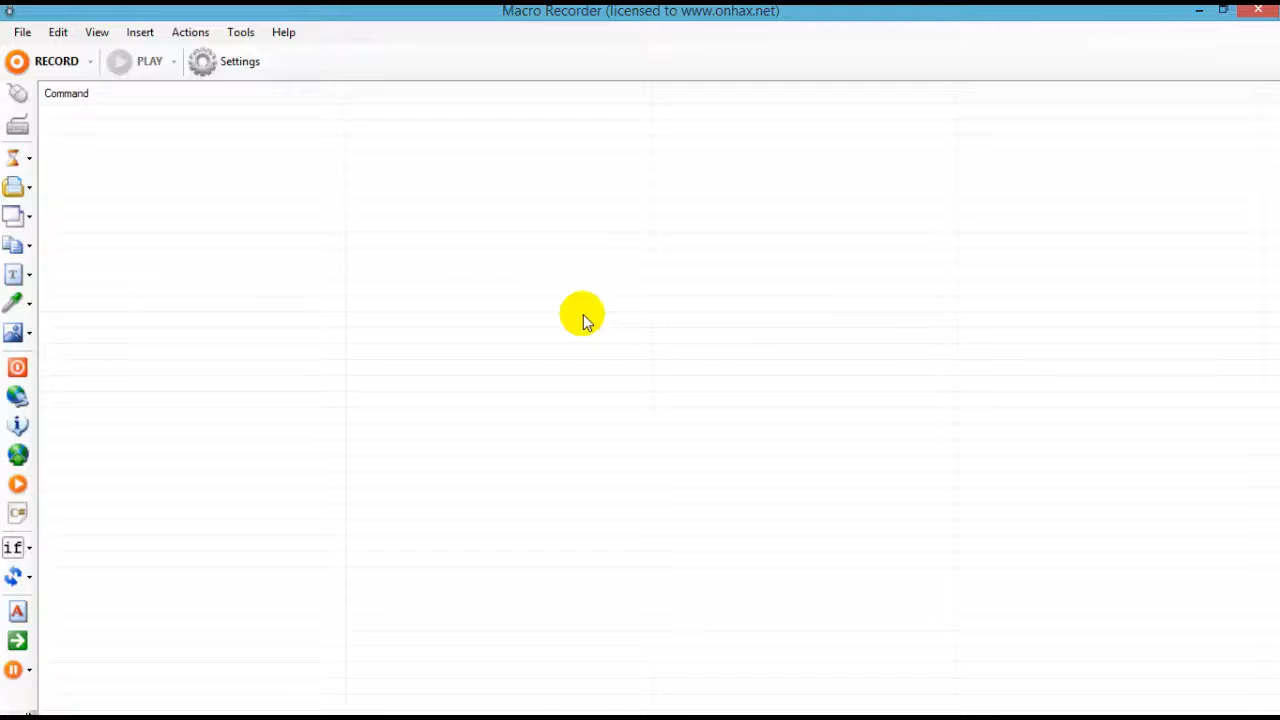 Macro Recorder (licensed to www.onhax.net)
File Edit View Insert Actions Tools Help
RECORD PLAY Settings
Command
T
C#
if
A